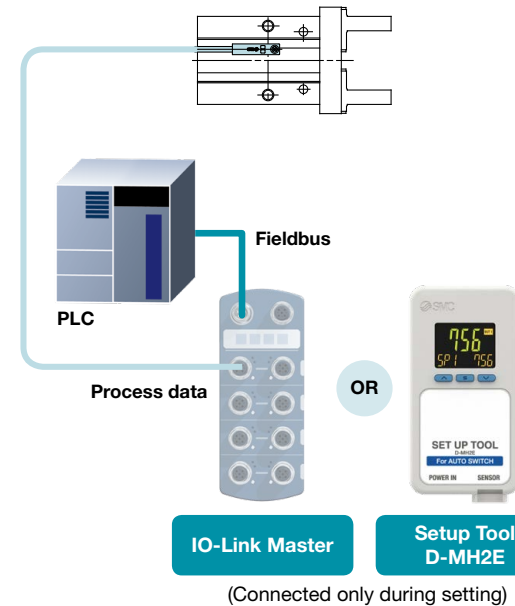 Fieldbus
PLC
Process data
OR
SMC
756
SP1 756
SET UP TOOL
D-MH2E
For AUTO SWITCH
POWER IN SENSOR
IO-Link Master
Setup Tool
D-MH2E
(Connected only during setting)